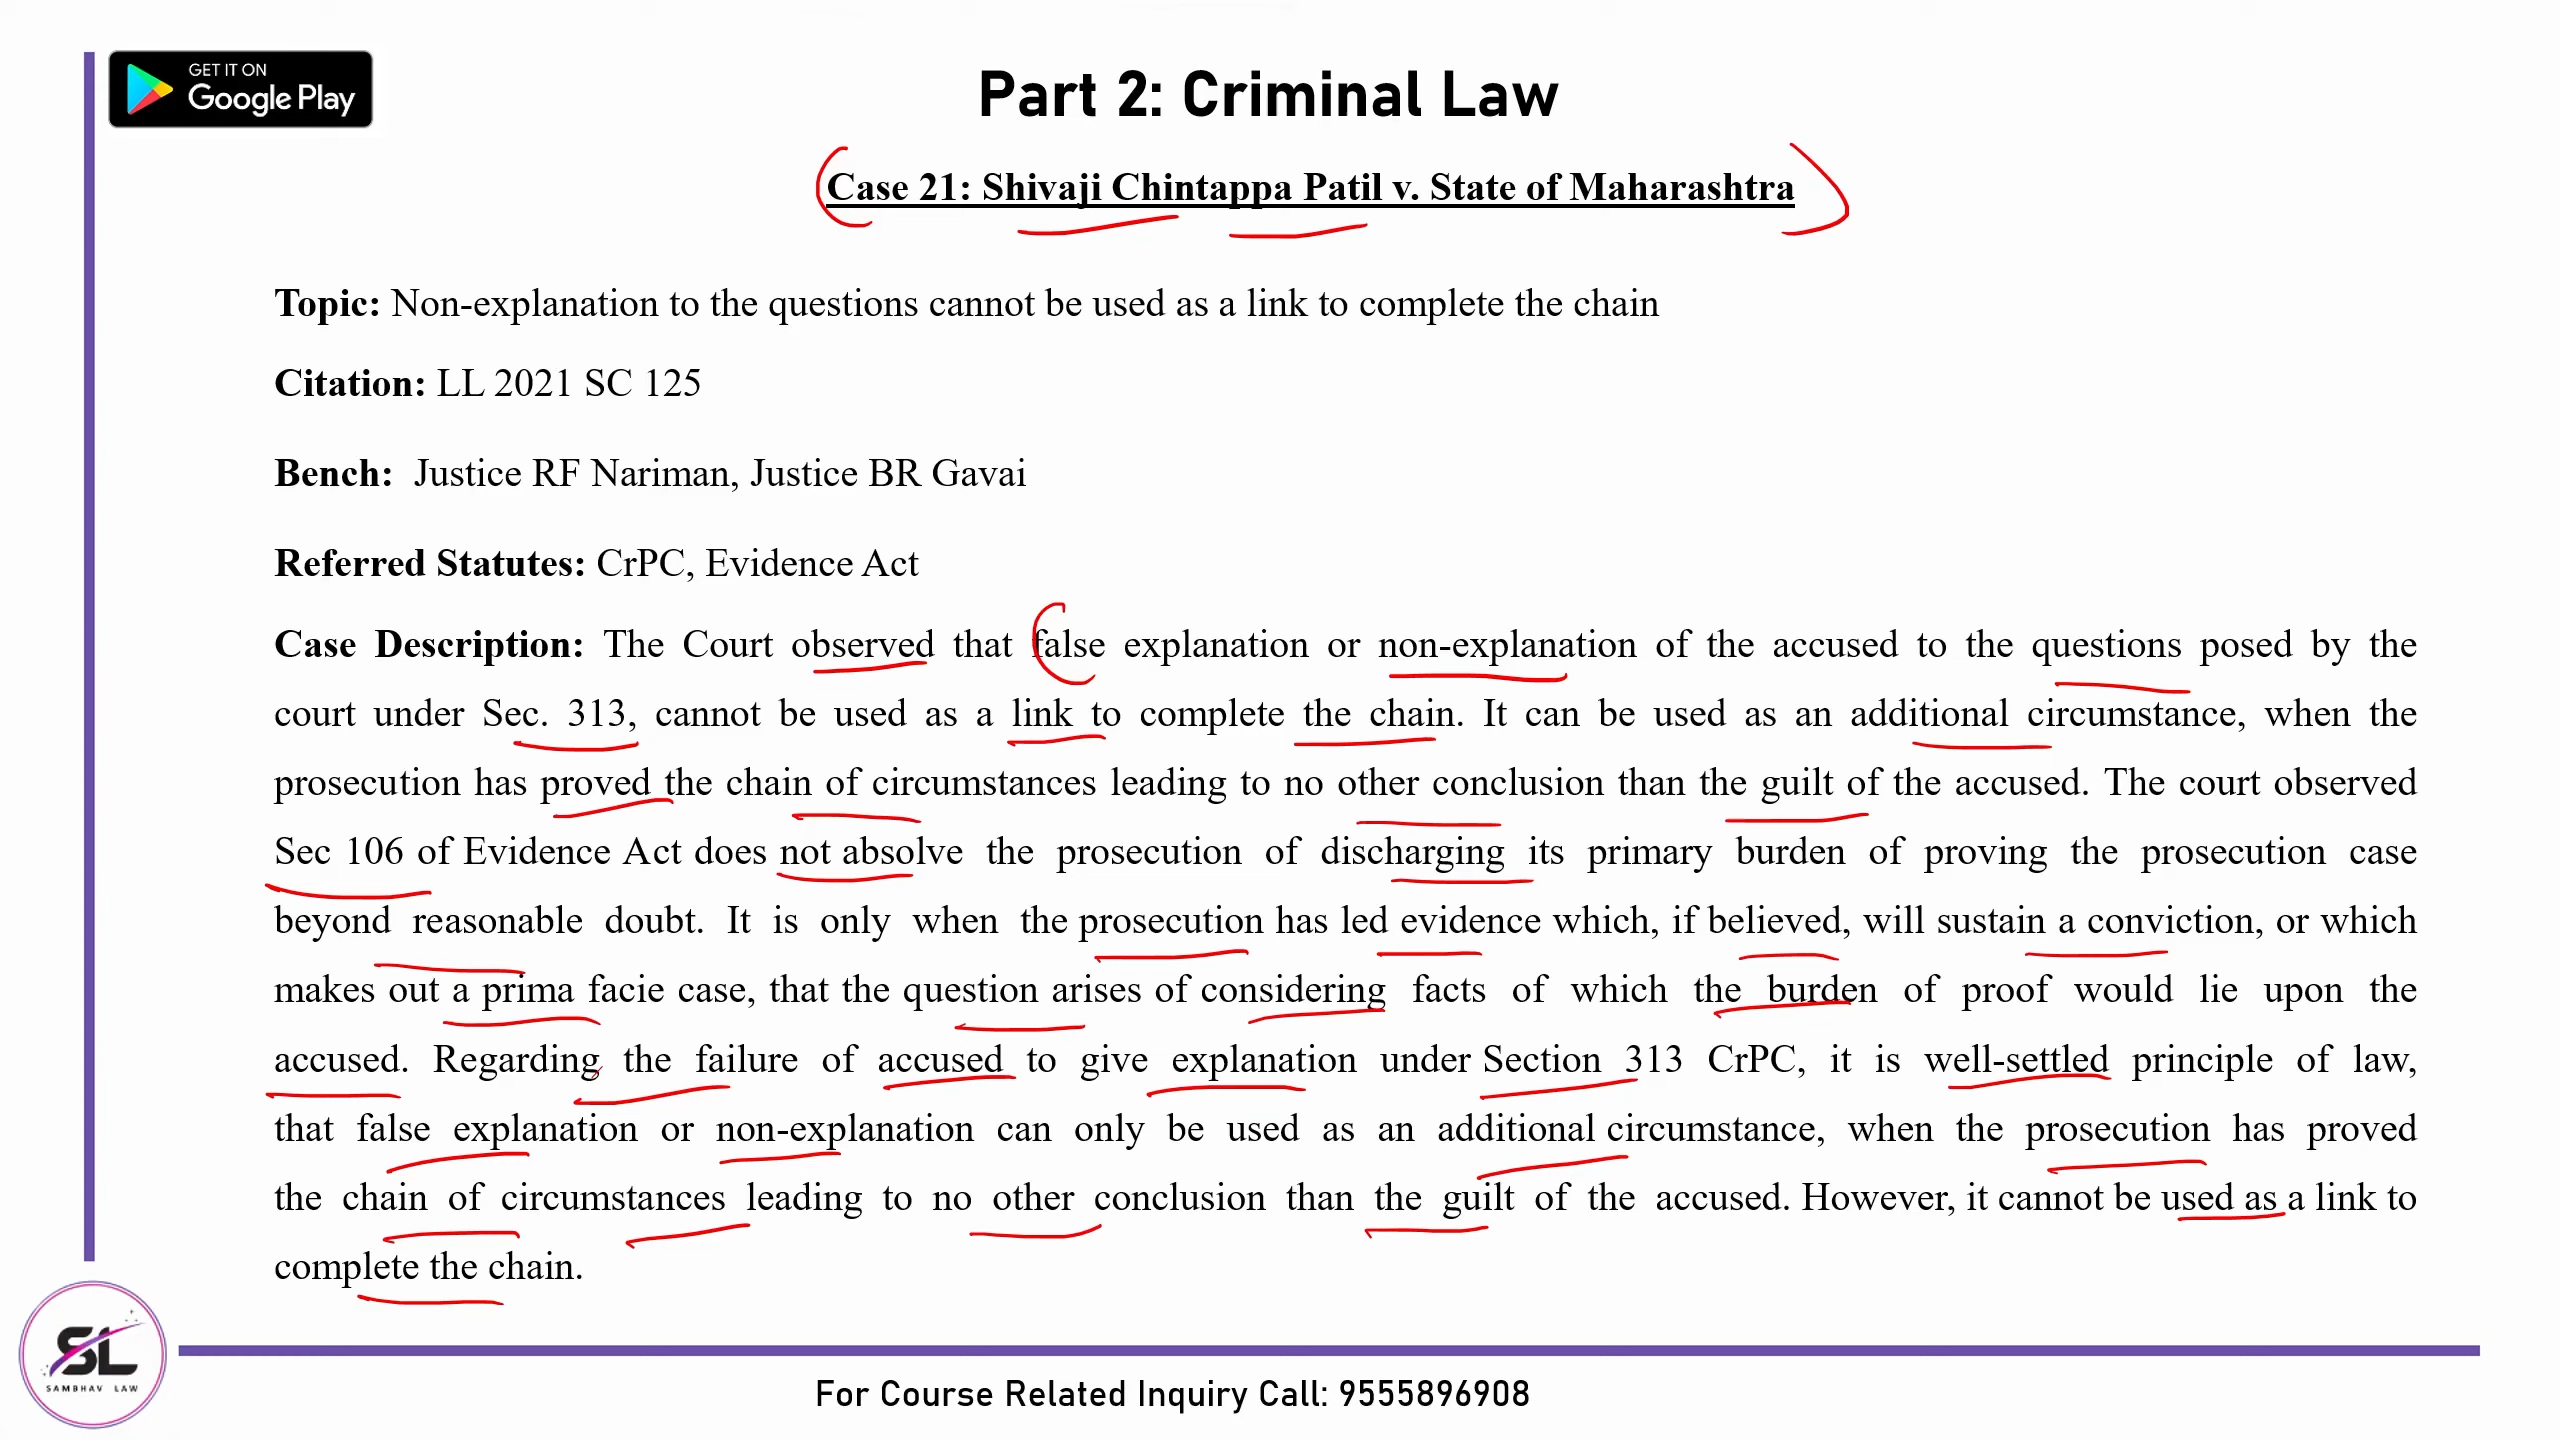 GET IT ON
Google Play
Part 2: Criminal Law
Case 21: Shivaji Chintappa Patil v. State of Maharashtra
Topic: Non-explanation to the questions cannot be used as a link to complete the chain
Citation: LL 2021 SC 125
Bench: Justice RF Nariman, Justice BR Gavai
Referred Statutes: CrPC, Evidence Act
Case Description: The Court observed that false explanation or non-explanation of the accused to the questions posed by the
court under Sec. 313, cannot be used as a link to complete the chain. It can be used as an additional circumstance, when the
prosecution has proved the chain of circumstances leading to no other conclusion than the guilt of the accused. The court observed
Sec 106 of Evidence Act does not absolve the prosecution of discharging its primary burden of proving the prosecution case
beyond reasonable doubt. It is only when the prosecution has led evidence which, if believed, will sustain a conviction, or which
makes out a prima facie case, that the question arises of considering facts of which the burden of proof would lie upon the
accused. Regarding the failure of accused to give explanation under Section 313 CrPC, it is well-settled principle of law,
that false explanation or non-explanation can only be used as an additional circumstance, when the prosecution has proved
the chain of circumstances leading to no other conclusion than the guilt of the accused. However, it cannot be used as a link to
complete the chain.
SL
SAMBHAV LAW
For Course Related Inquiry Call: 9555896908